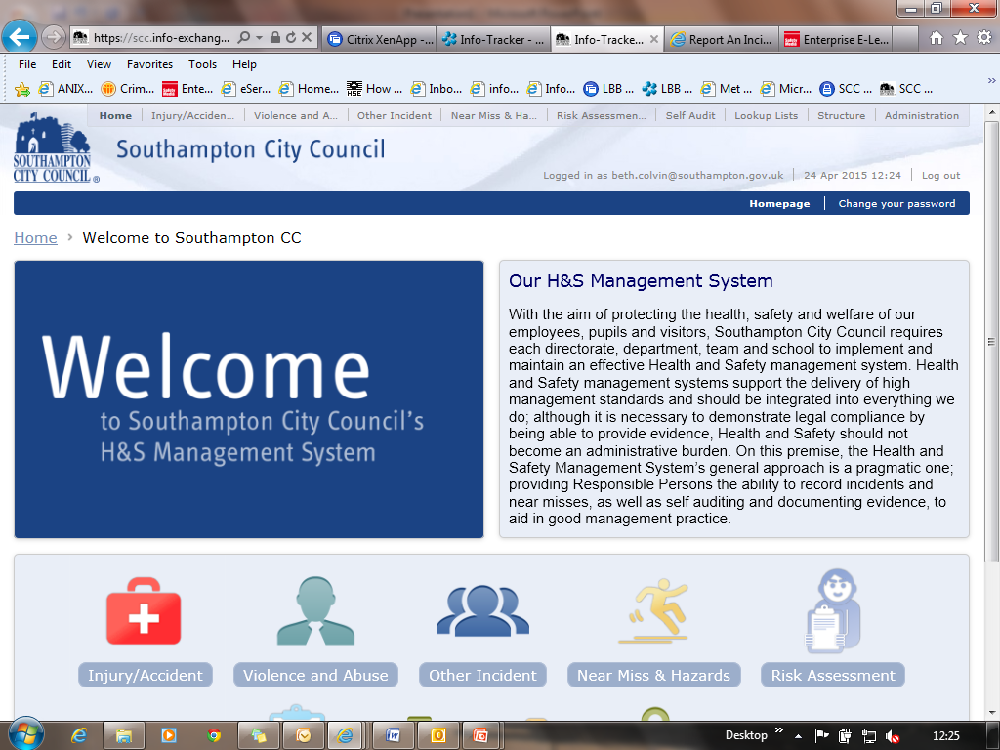 https://scc.info-exchang...
Citrix XenApp -...
Info-Tracker - ...
Info-Tracke...
Report An Inci...
Enterprise E-Le...
File Edit View Favorites Tools Help
ANIX... Crim... Ente... eSer... Home... How ... Inbo... info... Info... LBB ... LBB ... Met ... Micr... SCC ... SCC ...
Home Injury/Acciden... Violence and A... Other Incident Near Miss & Ha... Risk Assessmen... Self Audit Lookup Lists Structure Administration
SOUTHAMPTON
CITY COUNCIL ®
Southampton City Council
Logged in as beth.colvin@southampton.gov.uk 24 Apr 2015 12:24 Log out
Homepage Change your password
Home › Welcome to Southampton CC
Welcome
to Southampton City Council's
H&S Management System
Our H&S Management System
With the aim of protecting the health, safety and welfare of our
employees, pupils and visitors, Southampton City Council requires
each directorate, department, team and school to implement and
maintain an effective Health and Safety management system. Health
and Safety management systems support the delivery of high
management standards and should be integrated into everything we
do; although it is necessary to demonstrate legal compliance by
being able to provide evidence, Health and Safety should not
become an administrative burden. On this premise, the Health and
Safety Management System's general approach is a pragmatic one;
providing Responsible Persons the ability to record incidents and
near misses, as well as self auditing and documenting evidence, to
aid in good management practice.
Injury/Accident
Violence and Abuse
Other Incident
Near Miss & Hazards
Risk Assessment
Desktop
12:25